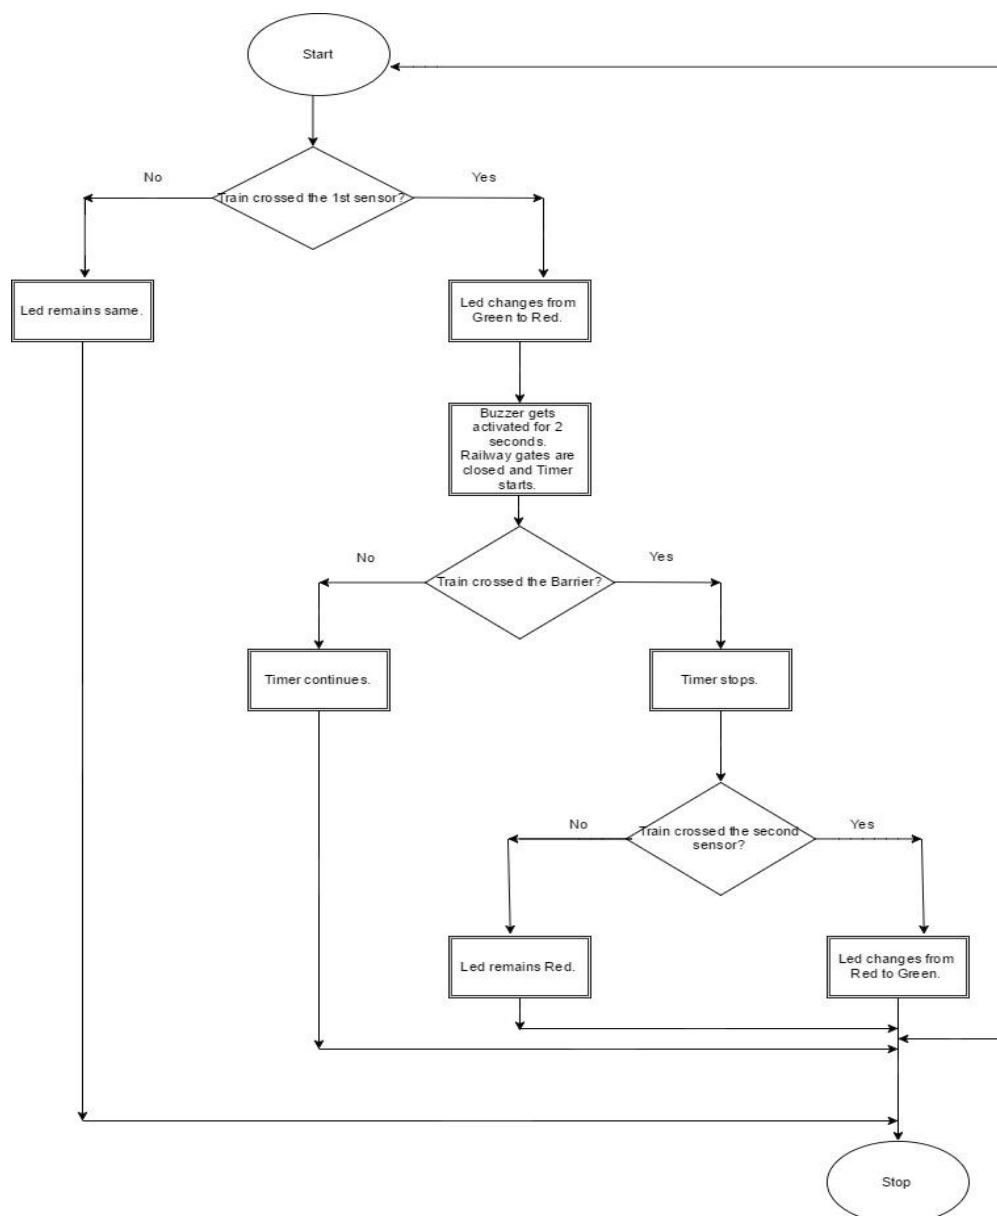 Start
No
Yes
Train crossed the 1st sensor?
Led remains same.
Led changes from
Green to Red.
Buzzer gets
activated for 2
seconds.
Railway gates are
closed and Timer
starts.
No
Yes
Train crossed the Barrier?
Timer continues.
Timer stops.
No
Yes
Train crossed the second
sensor?
Led remains Red.
Led changes from
Red to Green.
Stop